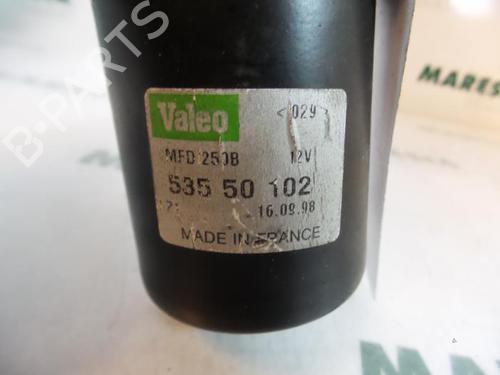 B-PARTS
MARES
Valeo
<029>
MFD 250B 12V
535 50 102
16.09.98
MADE IN FRANCE